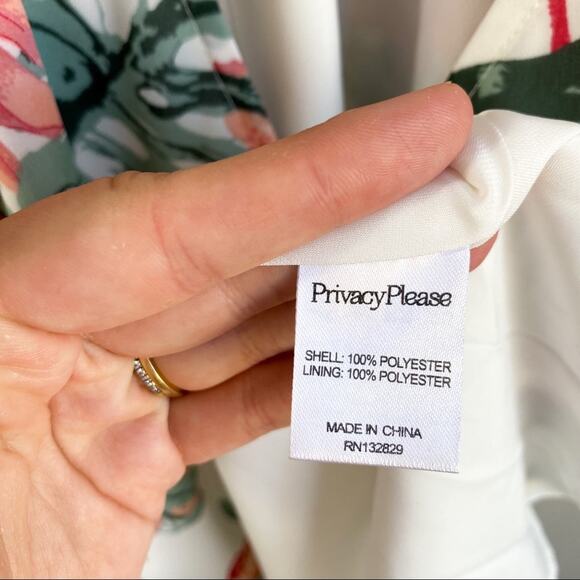 PrivacyPlease
SHELL: 100% POLYESTER
LINING: 100% POLYESTER
MADE IN CHINA
RN132829